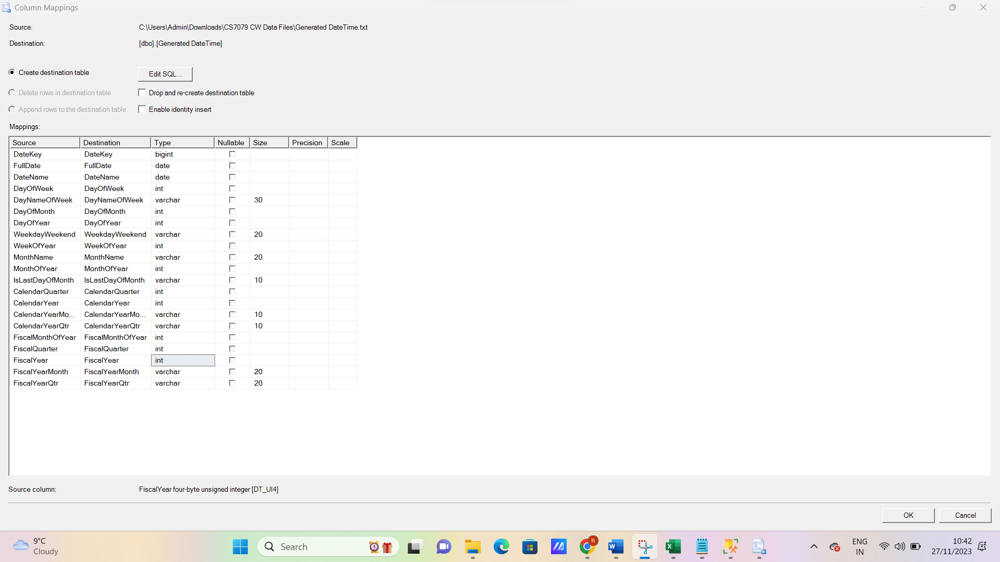 Column Mappings
Source: C:\Users\Admin\Downloads\CS7079 CW Data Files\Generated DateTime.txt
Destination: [dbo].[Generated DateTime]
Create destination table Edit SQL...
Delete rows in destination table Drop and re-create destination table
Append rows to the destination table Enable identity insert
Mappings:
Source Destination Type Nullable Size Precision Scale
DateKey DateKey bigint
FullDate FullDate date
DateName DateName date
DayOfWeek DayOfWeek int
DayNameOfWeek DayNameOfWeek varchar 30
DayOfMonth DayOfMonth int
DayOfYear DayOfYear int
WeekdayWeekend WeekdayWeekend varchar 20
WeekOfYear WeekOfYear int
MonthName MonthName varchar 20
MonthOfYear MonthOfYear int
IsLastDayOfMonth IsLastDayOfMonth varchar 10
CalendarQuarter CalendarQuarter int
CalendarYear CalendarYear int
CalendarYearMo... CalendarYearMo... varchar 10
CalendarYearQtr CalendarYearQtr varchar 10
FiscalMonthOfYear FiscalMonthOfYear int
FiscalQuarter FiscalQuarter int
FiscalYear FiscalYear int
FiscalYearMonth FiscalYearMonth varchar 20
FiscalYearQtr FiscalYearQtr varchar 20
Source column: FiscalYear four-byte unsigned integer [DT_UI4]
OK Cancel
9°C
Cloudy
Search
R
ENG
IN
10:42
27/11/2023